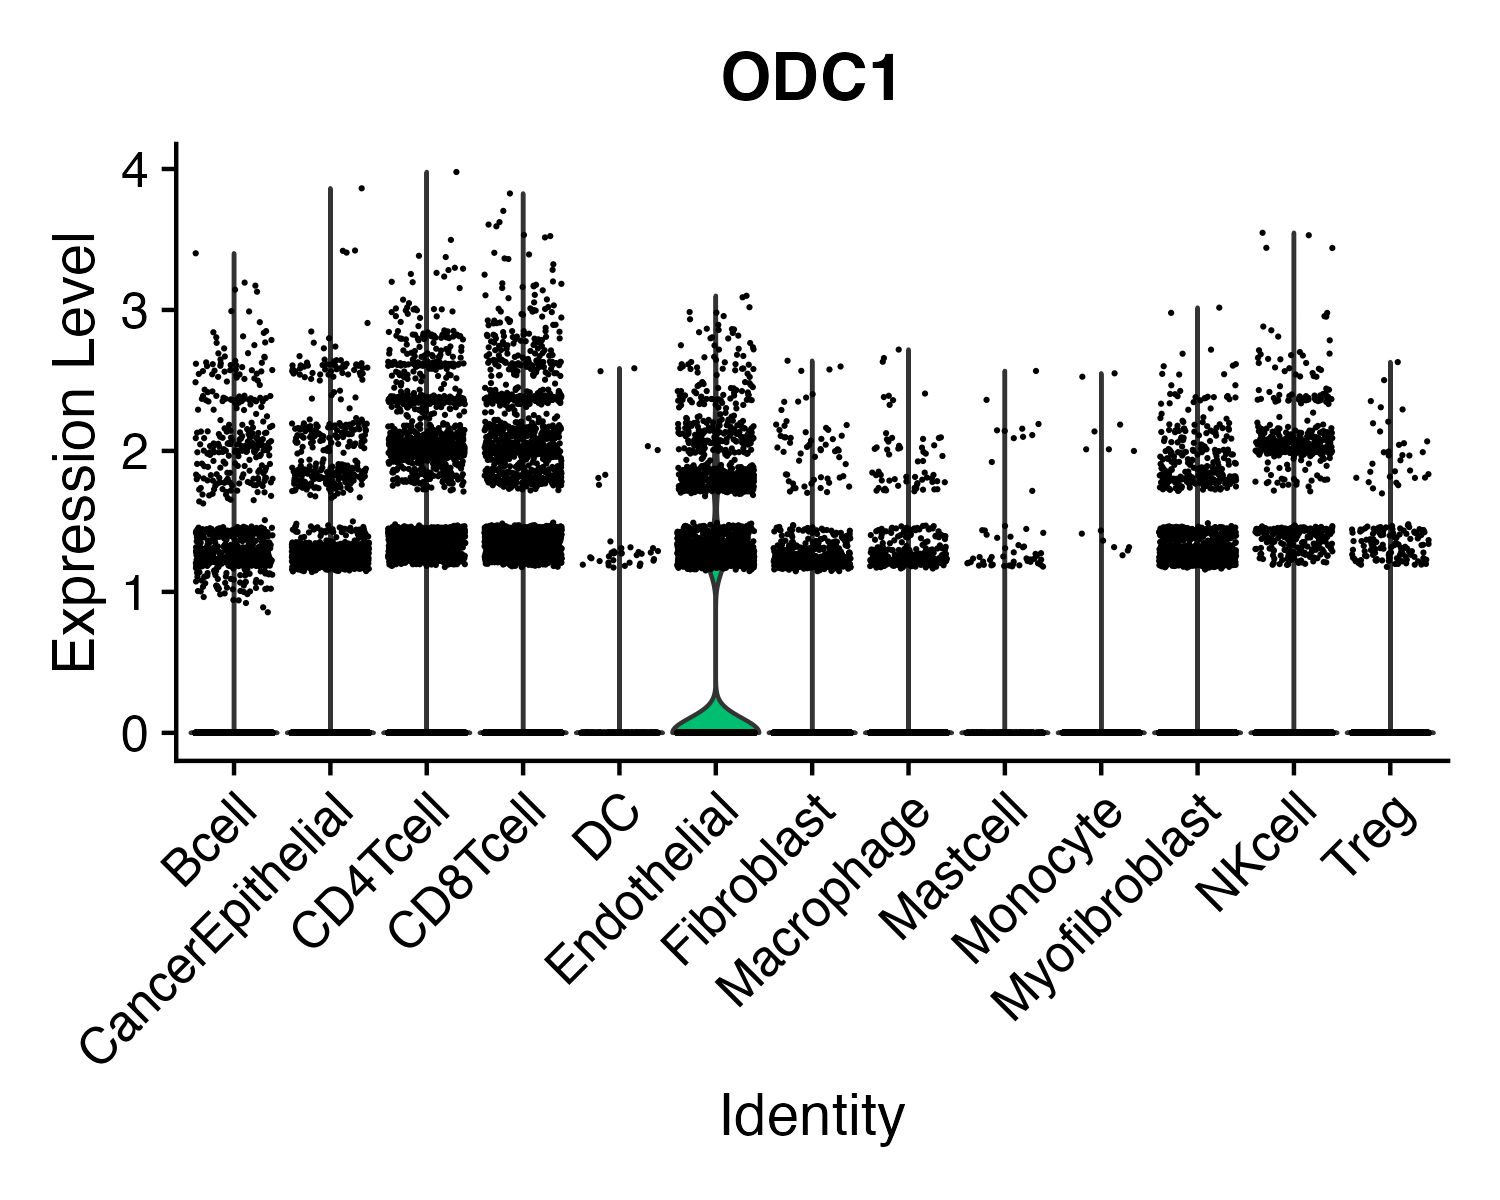 ODC1
Expression Level
4
3
2
1
0
Bcell
CancerEpithelial
CD4Tcell
CD8Tcell
DC
Endothelial
Fibroblast
Macrophage
Mastcell
Monocyte
Myofibroblast
NKcell
Treg
Identity